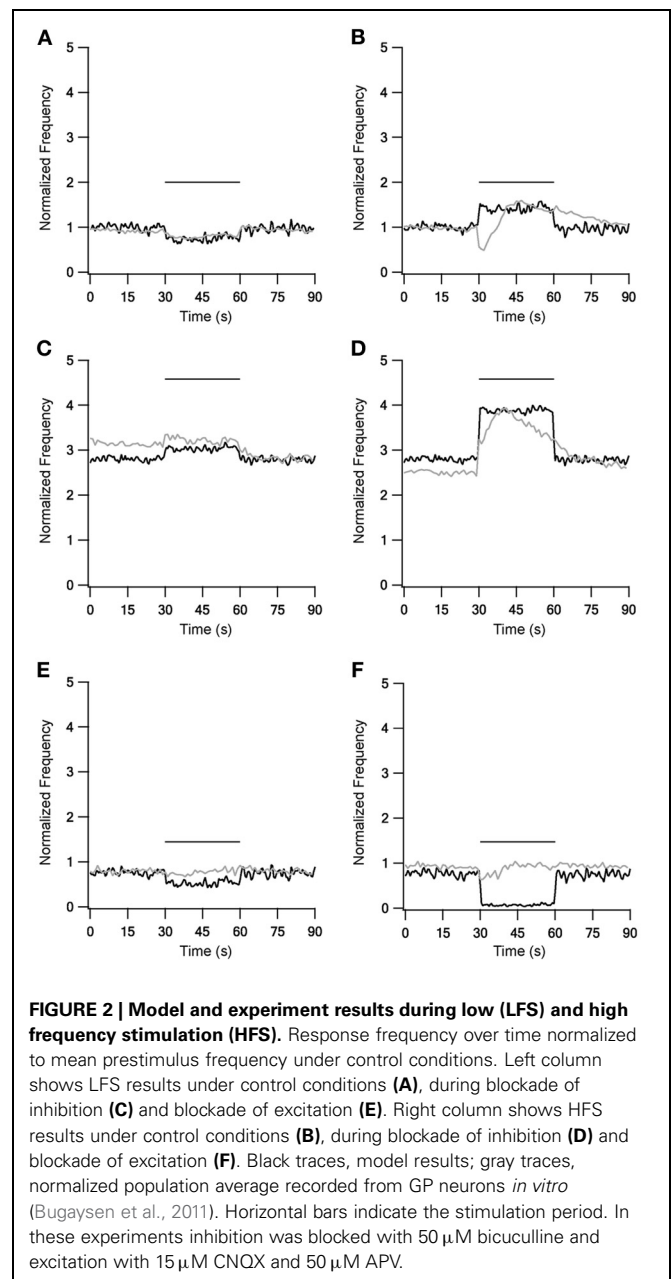 A
B
5
4
3
2
1
0
Normalized Frequency
0 15 30 45 60 75 90
Time (s)
5
4
3
2
1
0
Normalized Frequency
0 15 30 45 60 75 90
Time (s)
C
D
5
4
3
2
1
0
Normalized Frequency
0 15 30 45 60 75 90
Time (s)
5
4
3
2
1
0
Normalized Frequency
0 15 30 45 60 75 90
Time (s)
E
F
5
4
3
2
1
0
Normalized Frequency
0 15 30 45 60 75 90
Time (s)
5
4
3
2
1
0
Normalized Frequency
0 15 30 45 60 75 90
Time (s)
FIGURE 2 | Model and experiment results during low (LFS) and high
frequency stimulation (HFS). Response frequency over time normalized
to mean prestimulus frequency under control conditions. Left column
shows LFS results under control conditions (A), during blockade of
inhibition (C) and blockade of excitation (E). Right column shows HFS
results under control conditions (B), during blockade of inhibition (D) and
blockade of excitation (F). Black traces, model results; gray traces,
normalized population average recorded from GP neurons in vitro
(Bugaysen et al., 2011). Horizontal bars indicate the stimulation period. In
these experiments inhibition was blocked with 50 μM bicuculline and
excitation with 15 μM CNQX and 50 μM APV.